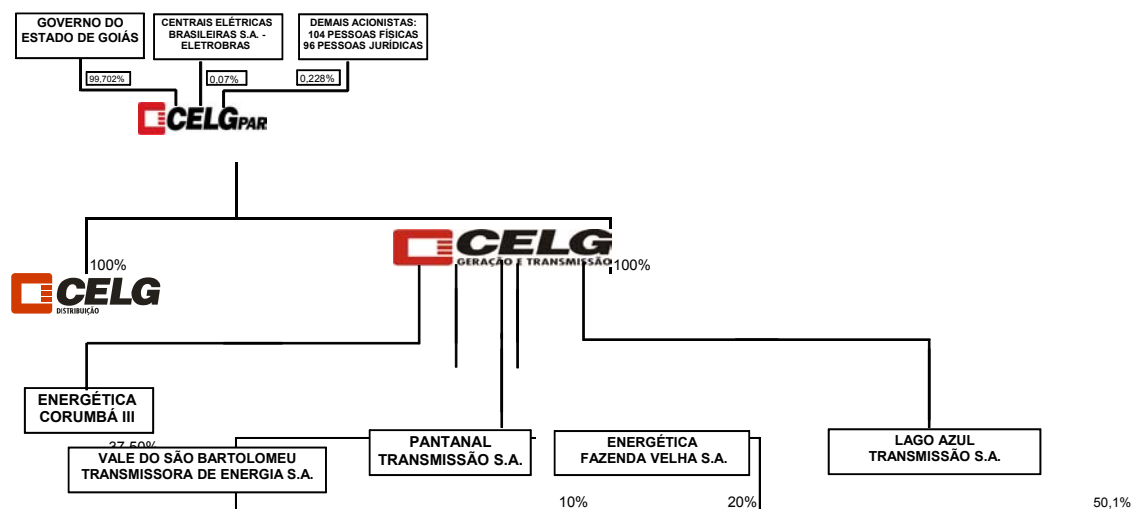 GOVERNO DO
ESTADO DE GOIÁS
CENTRAIS ELÉTRICAS
BRASILEIRAS S.A. -
ELETROBRAS
DEMAIS ACIONISTAS:
104 PESSOAS FÍSICAS
96 PESSOAS JURÍDICAS
99,702%
0,07%
0,228%
CELGPAR
CELG
GERAÇÃO E TRANSMISSÃO
100%
100%
CELG
DISTRIBUIÇÃO
ENERGÉTICA
CORUMBÁ III
37,50%
VALE DO SÃO BARTOLOMEU
TRANSMISSORA DE ENERGIA S.A.
PANTANAL
TRANSMISSÃO S.A.
ENERGÉTICA
FAZENDA VELHA S.A.
LAGO AZUL
TRANSMISSÃO S.A.
10%
20%
50,1%